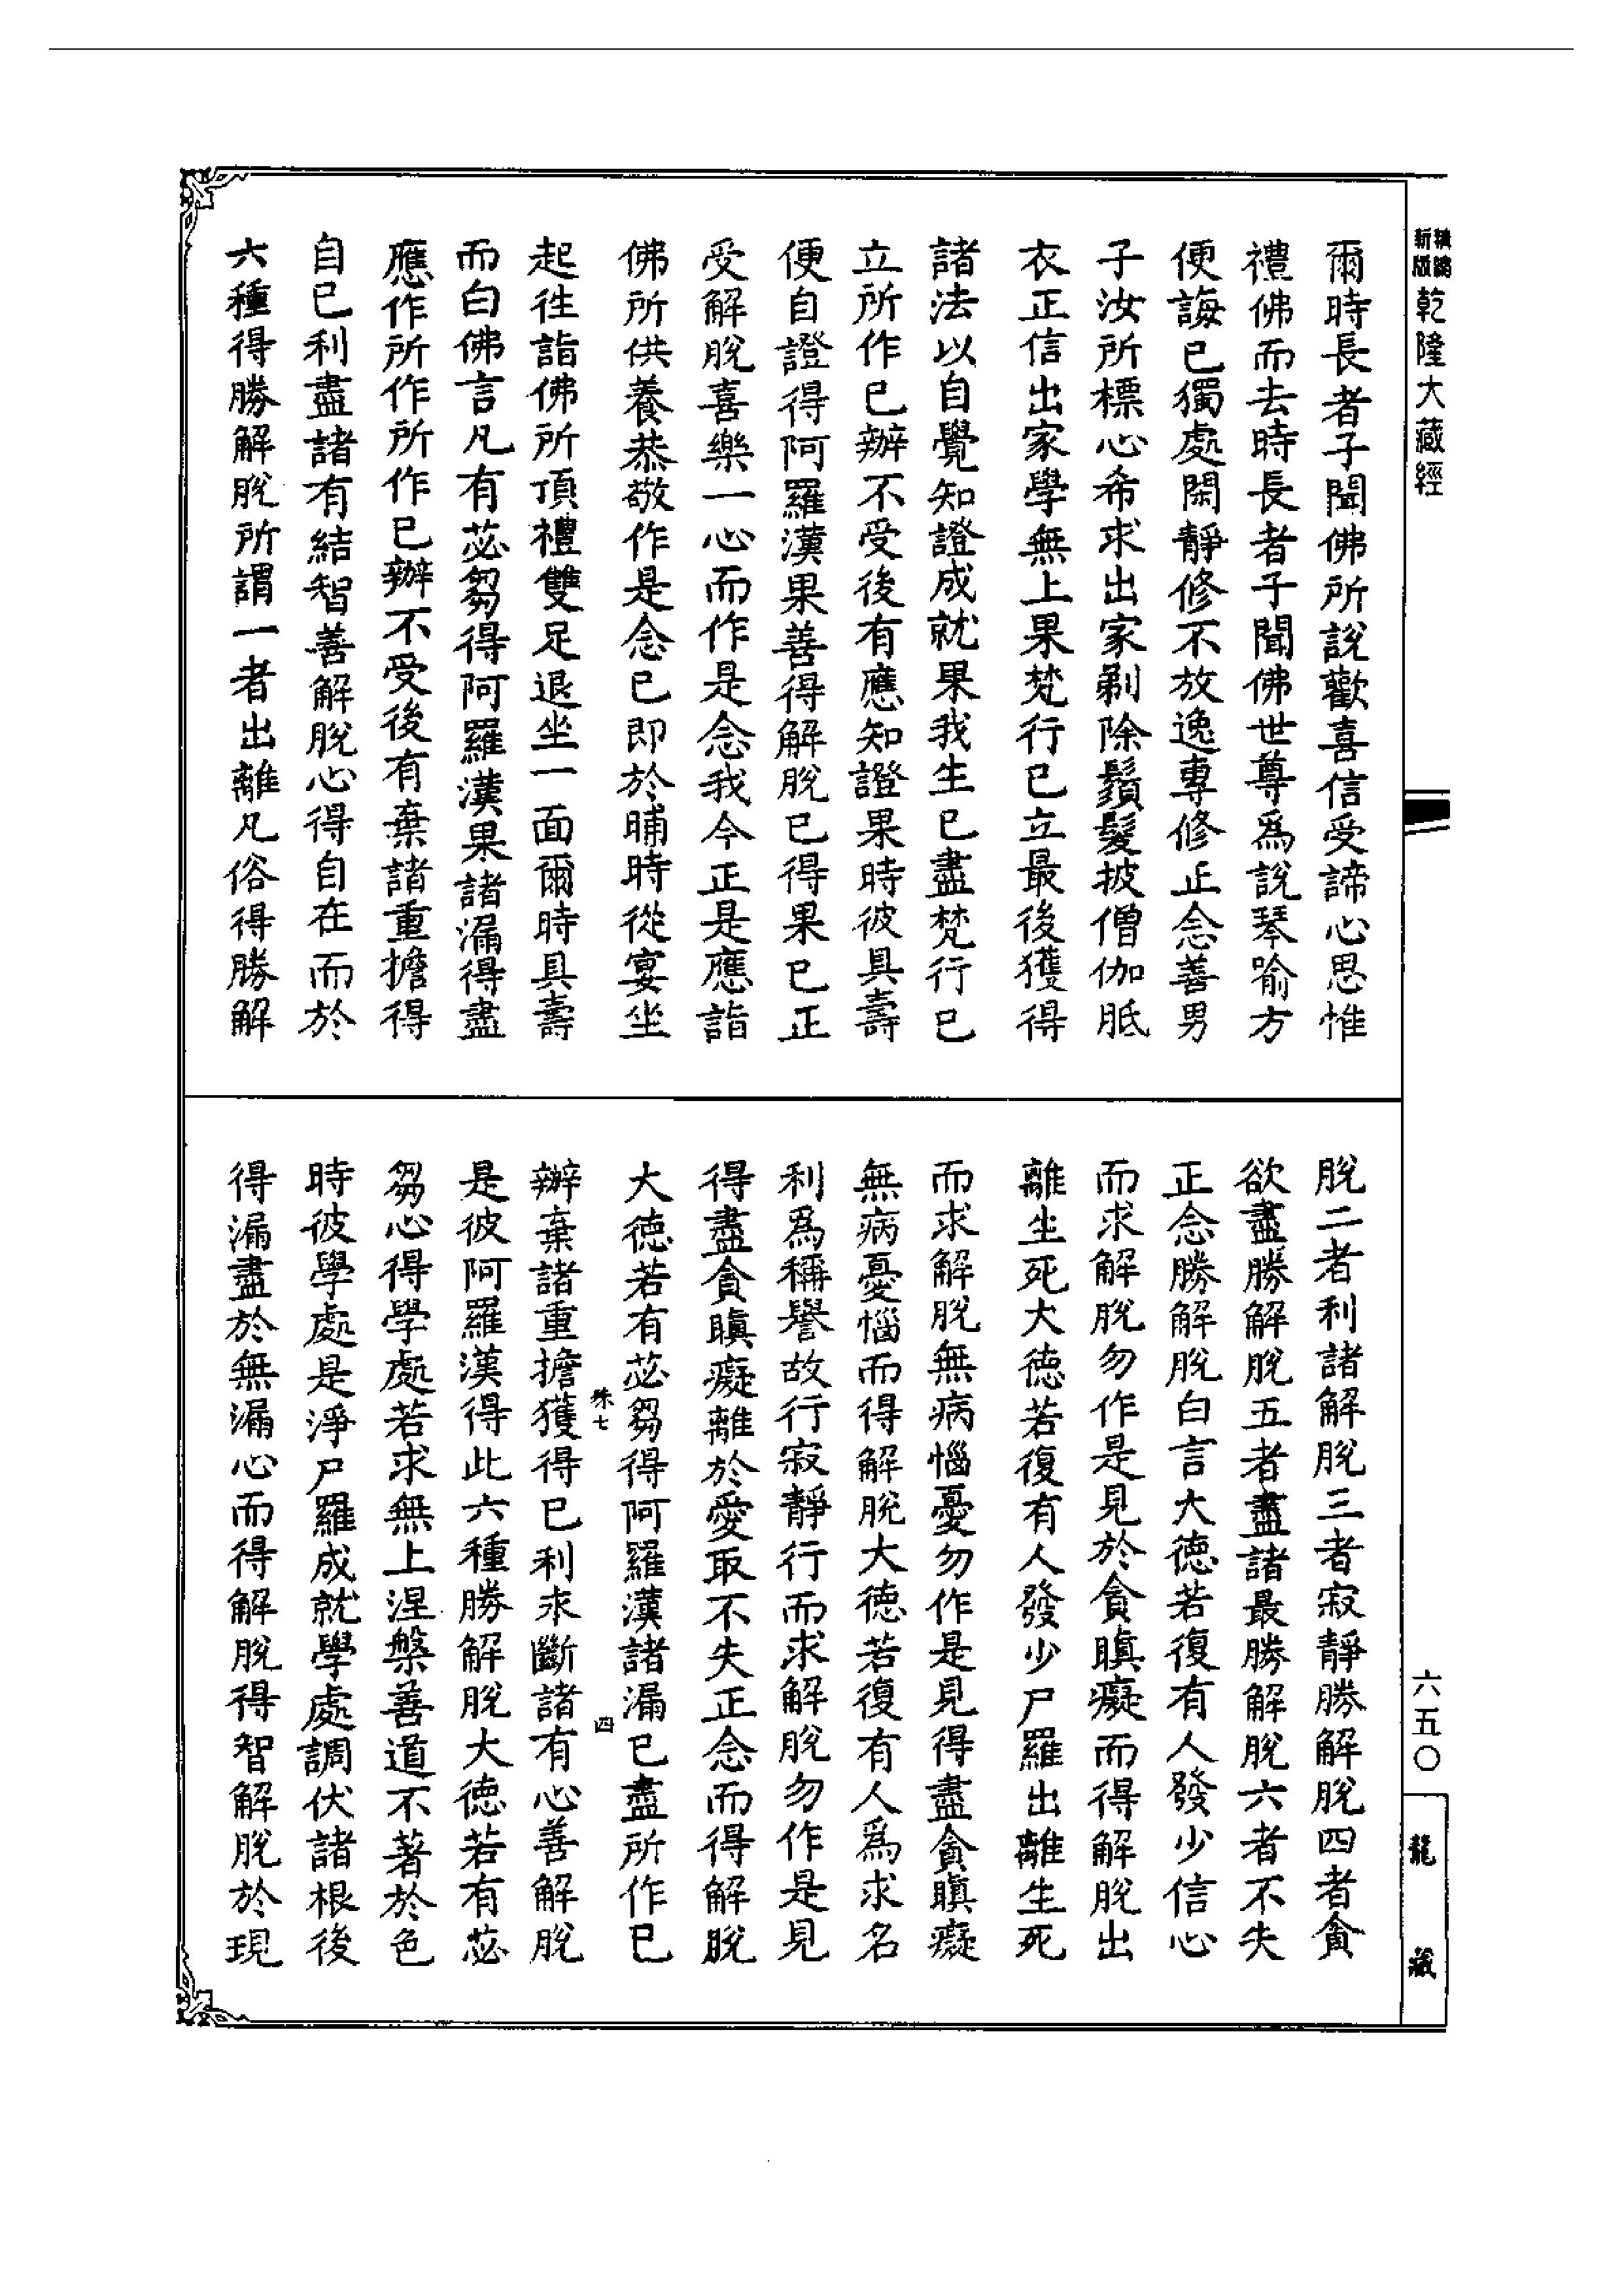 新版
精縮
乾隆大藏經
爾時長者子聞佛所說歡喜信受諦心思惟
禮佛而去時長者子聞佛世尊為說琴喻方
便誨已獨處閑靜修不放逸專修正念善男
子汝所標心希求出家剃除鬚髮披僧伽胝
衣正信出家學無上果梵行已立最後獲得
諸法以自覺知證成就果我生已盡梵行已
立所作已辦不受後有應知證果時彼具壽
便自證得阿羅漢果善得解脫已得果已正
受解脫喜樂一心而作是念我今正是應詣
佛所供養恭敬作是念已即於晡時從宴坐
起往詣佛所頂禮雙足退坐一面爾時具壽
而白佛言凡有苾芻得阿羅漢果諸漏得盡
應作所作所作已辦不受後有棄諸重擔得
自已利盡諸有結智善解脫心得自在而於
六種得勝解脫所謂一者出離凡俗得勝解
脫二者利諸解脫三者寂靜勝解脫四者貪
欲盡勝解脫五者盡諸最勝解脫六者不失
正念勝解脫白言大德若復有人發少信心
而求解脫勿作是見於貪瞋癡而得解脫出
離生死大德若復有人發少尸羅出離生死
而求解脫無病惱憂勿作是見得盡貪瞋癡
無病憂惱而得解脫大德若復有人為求名
利為稱譽故行寂靜行而求解脫勿作是見
得盡貪瞋癡離於愛取不失正念而得解脫
大德若有苾芻得阿羅漢諸漏已盡所作已
殊七 四
辦棄諸重擔獲得已利永斷諸有心善解脫
是彼阿羅漢得此六種勝解脫大德若有苾
芻心得學處若求無上涅槃善道不著於色
時彼學處是淨尸羅成就學處調伏諸根後
得漏盡於無漏心而得解脫得智解脫於現
六五〇
龍藏